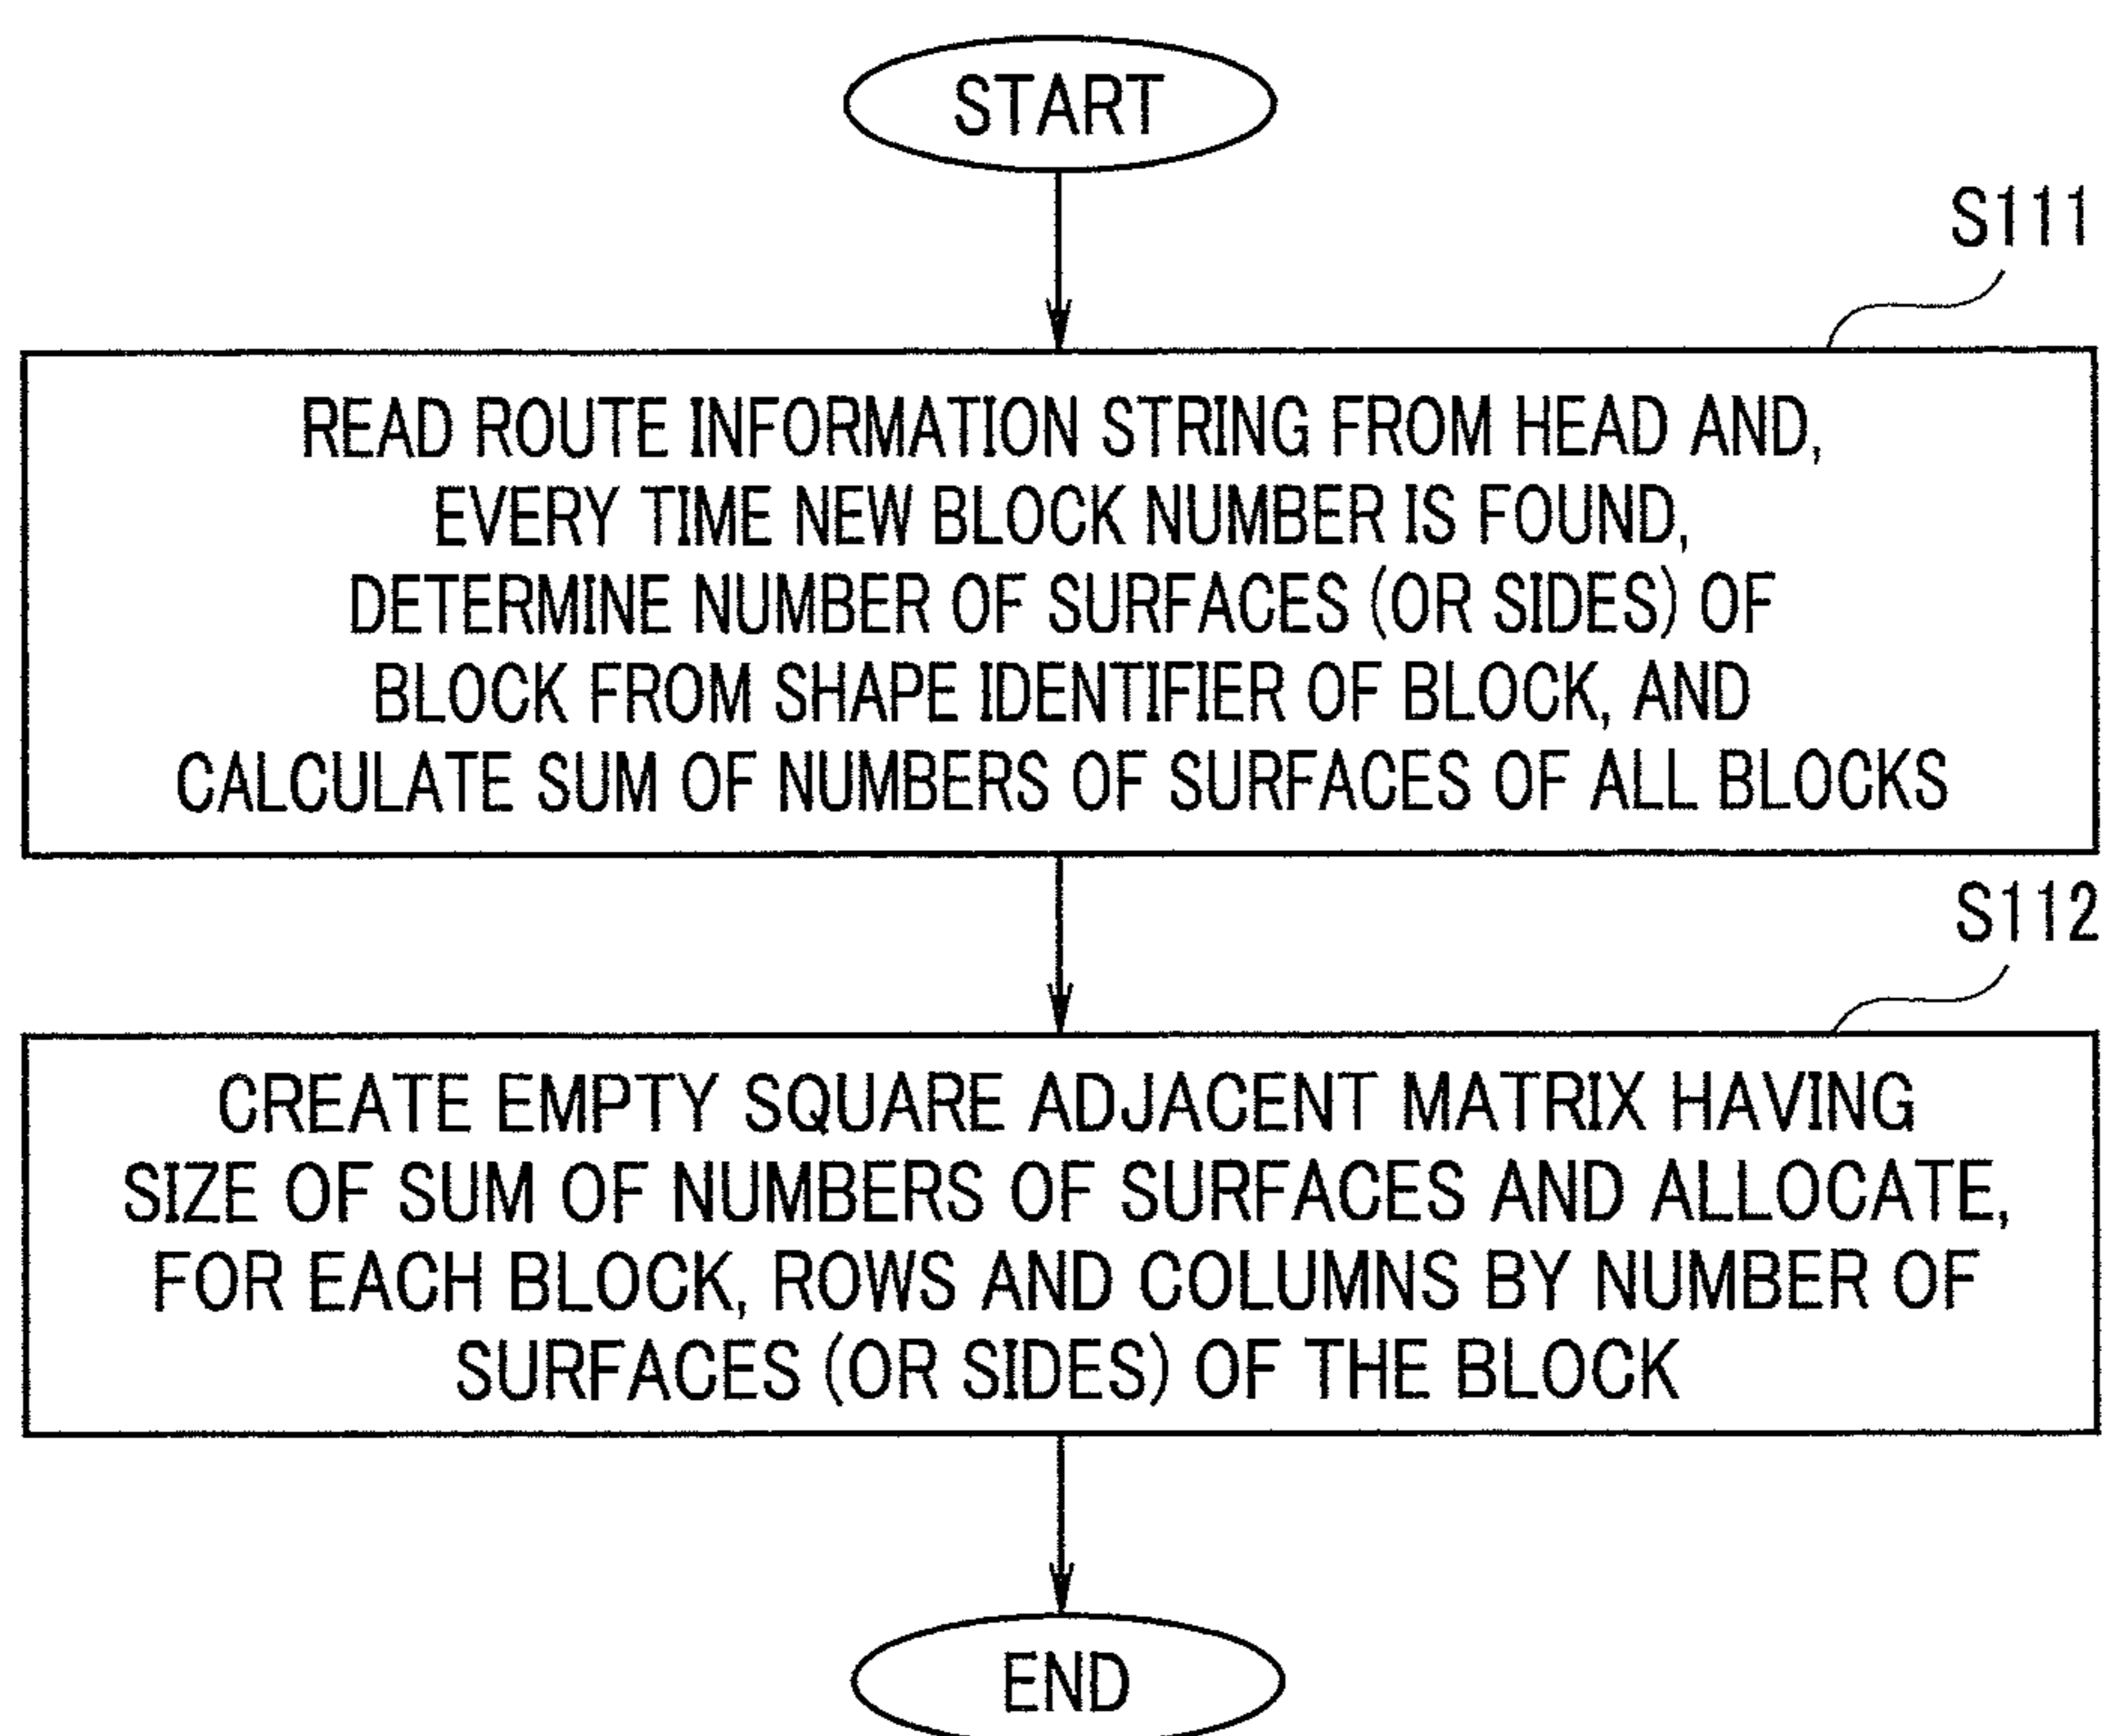 START
S111
READ ROUTE INFORMATION STRING FROM HEAD AND,
EVERY TIME NEW BLOCK NUMBER IS FOUND,
DETERMINE NUMBER OF SURFACES (OR SIDES) OF
BLOCK FROM SHAPE IDENTIFIER OF BLOCK, AND
CALCULATE SUM OF NUMBERS OF SURFACES OF ALL BLOCKS
S112
CREATE EMPTY SQUARE ADJACENT MATRIX HAVING
SIZE OF SUM OF NUMBERS OF SURFACES AND ALLOCATE,
FOR EACH BLOCK, ROWS AND COLUMNS BY NUMBER OF
SURFACES (OR SIDES) OF THE BLOCK
END